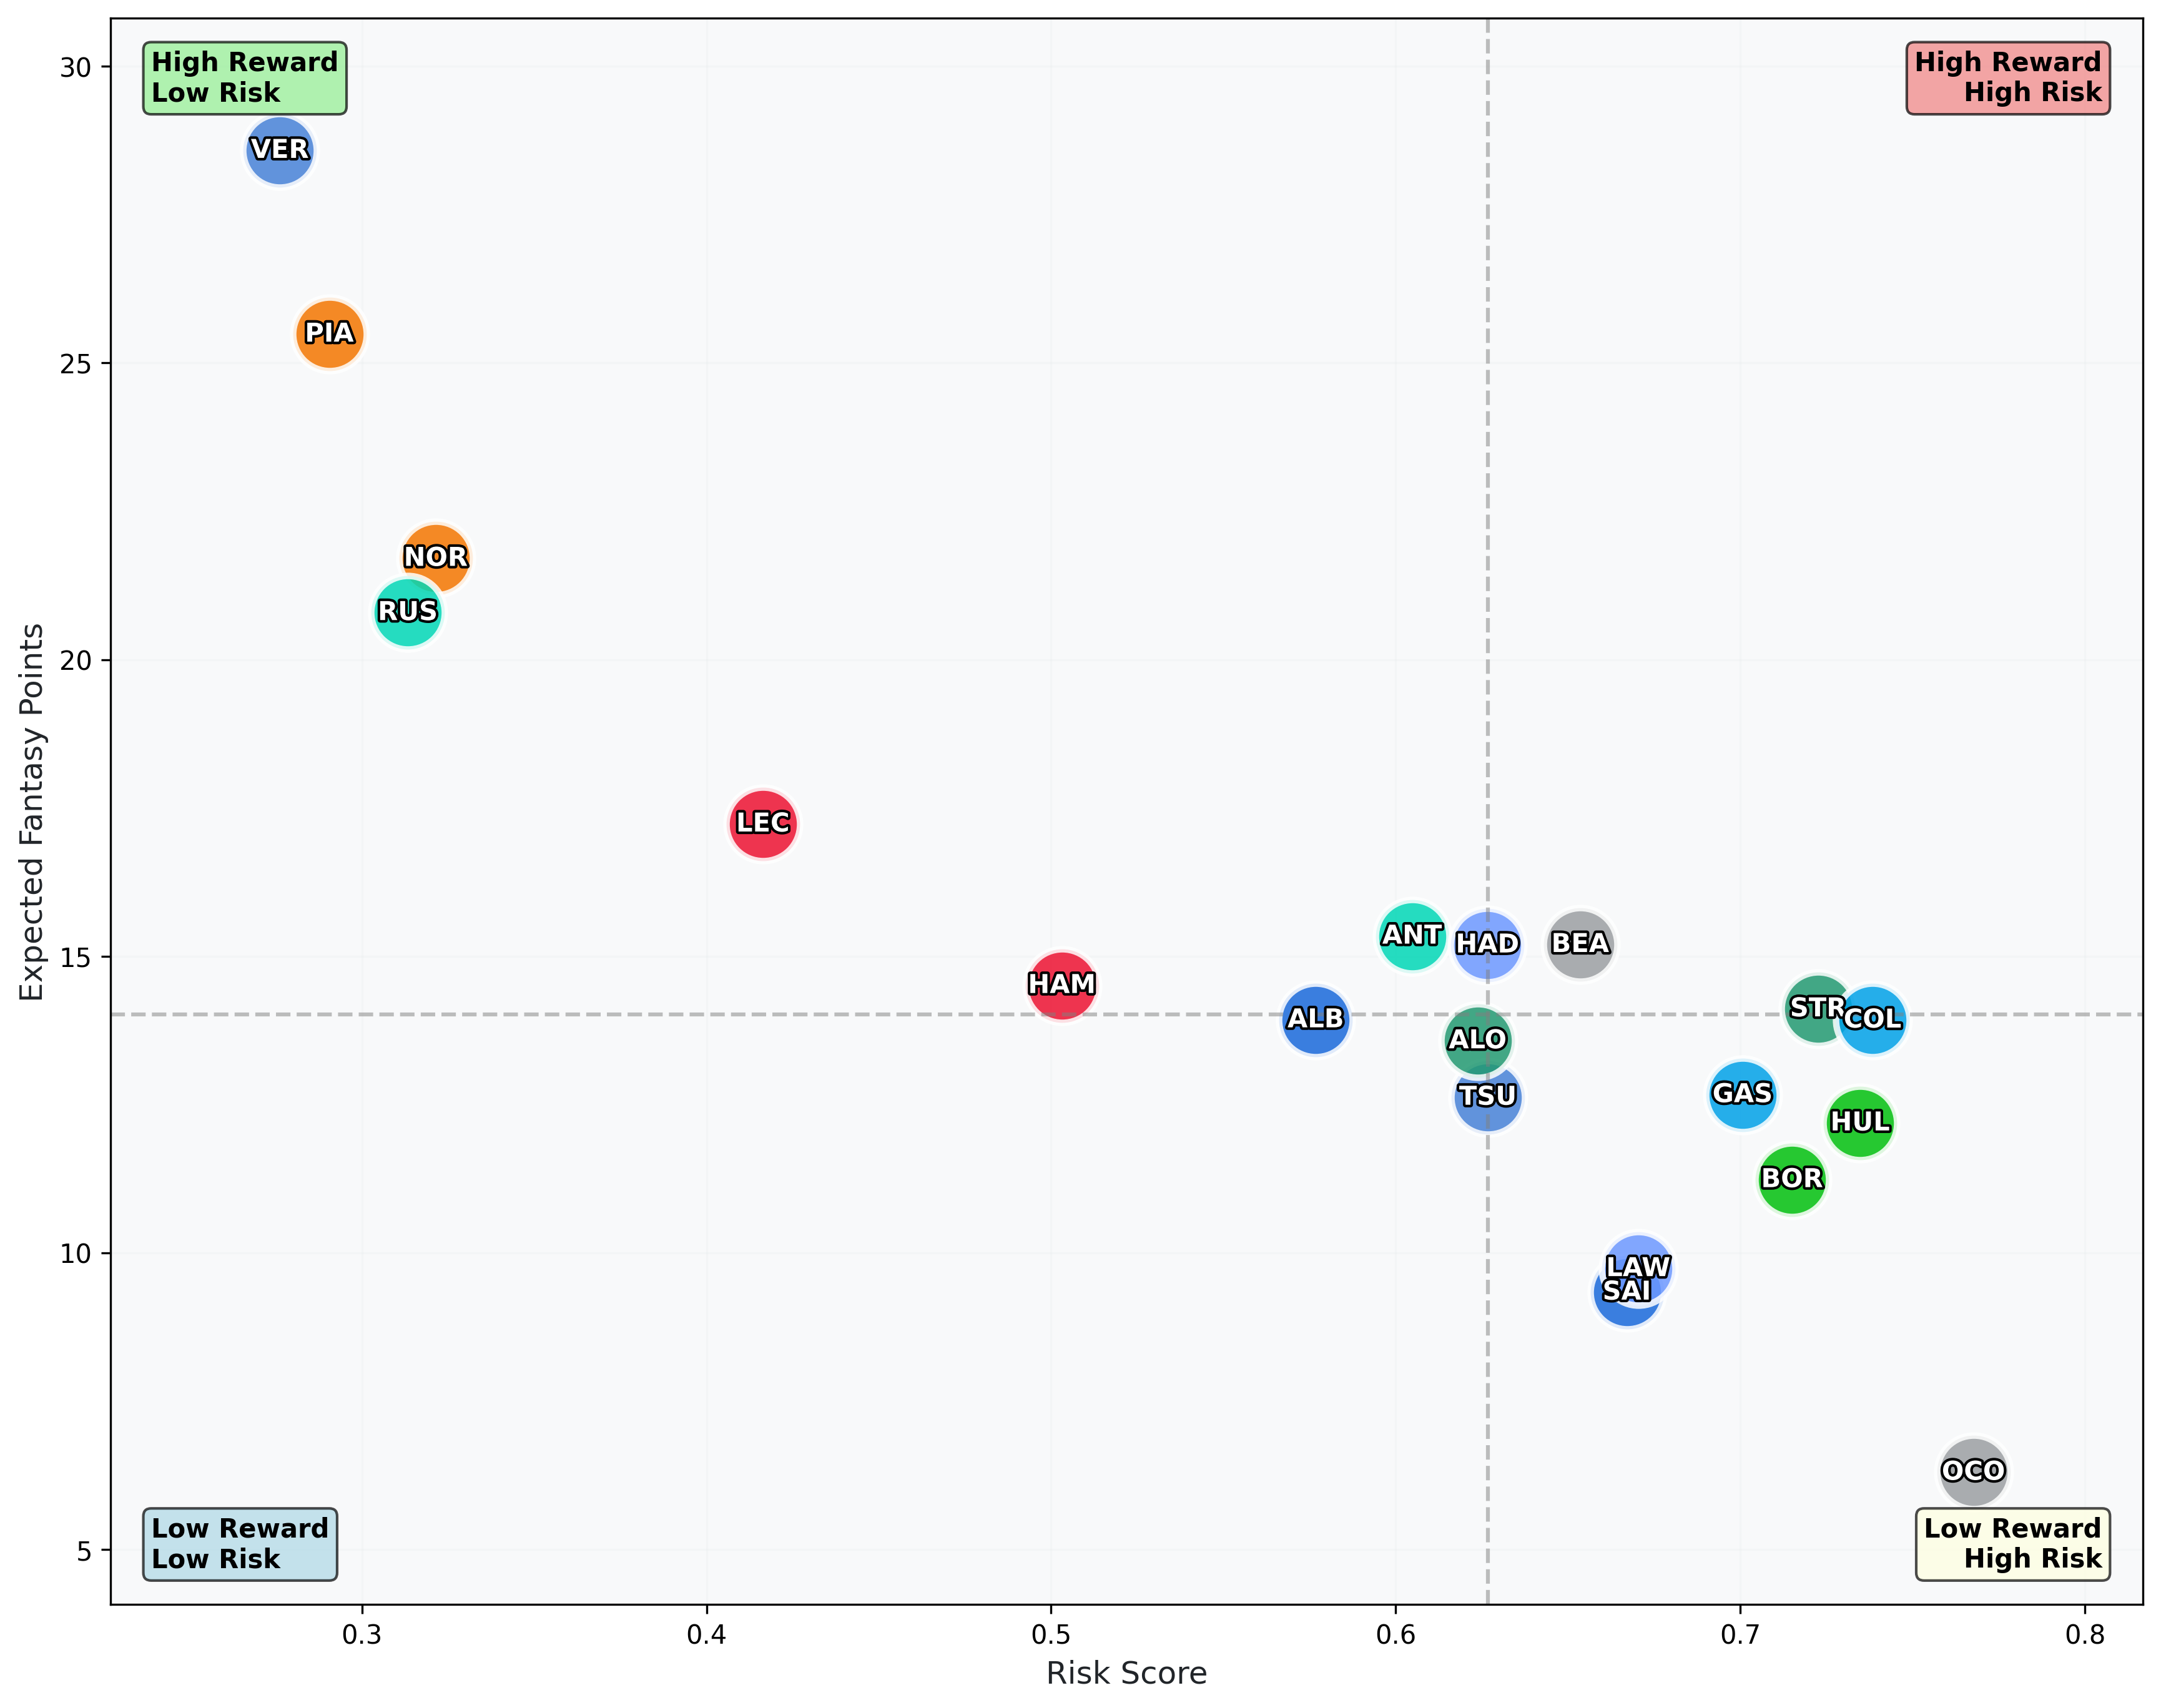 High Reward
Low Risk
High Reward
High Risk
VER
PIA
NOR
RUS
LEC
HAM
ANT
HAD
BEA
ALB
ALO
TSU
STR
COL
GAS
HUL
BOR
LAW
SAI
OCO
Low Reward
Low Risk
Low Reward
High Risk
Expected Fantasy Points
30
25
20
15
10
5
0.3
0.4
0.5
0.6
0.7
0.8
Risk Score